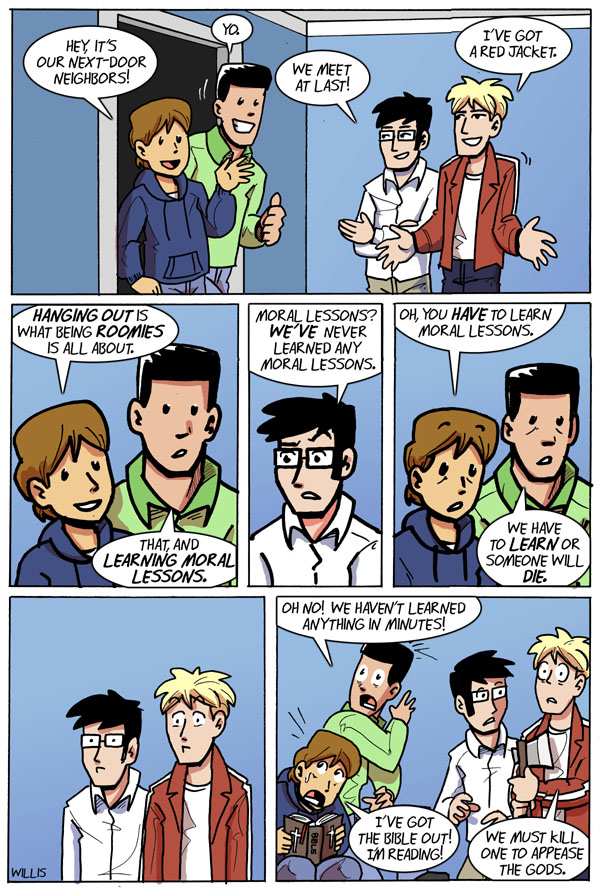 HEY, IT'S
OUR NEXT-DOOR
NEIGHBORS!
YO.
WE MEET
AT LAST!
I'VE GOT
A RED JACKET.
HANGING OUT IS
WHAT BEING ROOMIES
IS ALL ABOUT.
THAT, AND
LEARNING MORAL
LESSONS.
MORAL LESSONS?
WE'VE NEVER
LEARNED ANY
MORAL LESSONS.
OH, YOU HAVE TO LEARN
MORAL LESSONS.
WE HAVE
TO LEARN OR
SOMEONE WILL
DIE.
OH NO! WE HAVEN'T LEARNED
ANYTHING IN MINUTES!
I'VE GOT
THE BIBLE OUT!
I'M READING!
BIBLE
WE MUST KILL
ONE TO APPEASE
THE GODS.
WILLIS